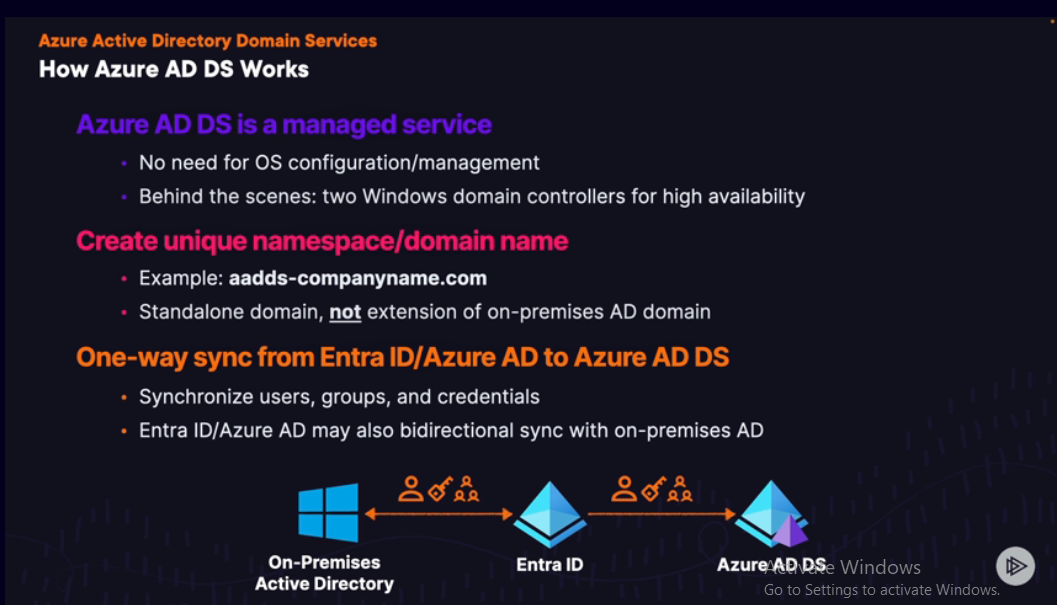 Azure Active Directory Domain Services
How Azure AD DS Works
Azure AD DS is a managed service
• No need for OS configuration/management
• Behind the scenes: two Windows domain controllers for high availability
Create unique namespace/domain name
• Example: aadds-companyname.com
• Standalone domain, not extension of on-premises AD domain
One-way sync from Entra ID/Azure AD to Azure AD DS
• Synchronize users, groups, and credentials
• Entra ID/Azure AD may also bidirectional sync with on-premises AD
On-Premises
Active Directory
Entra ID
Azure AD DS
Activate Windows
Go to Settings to activate Windows.